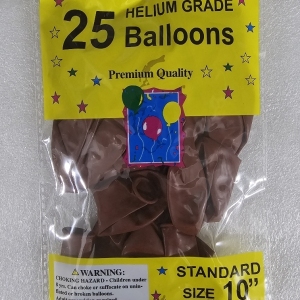 HELIUM GRADE
25 Balloons
Premium Quality
⚠ WARNING:
CHOKING HAZARD - Children under
8 yrs. Can choke or suffocate on unin-
flated or broken balloons.
STANDARD
SIZE 10"